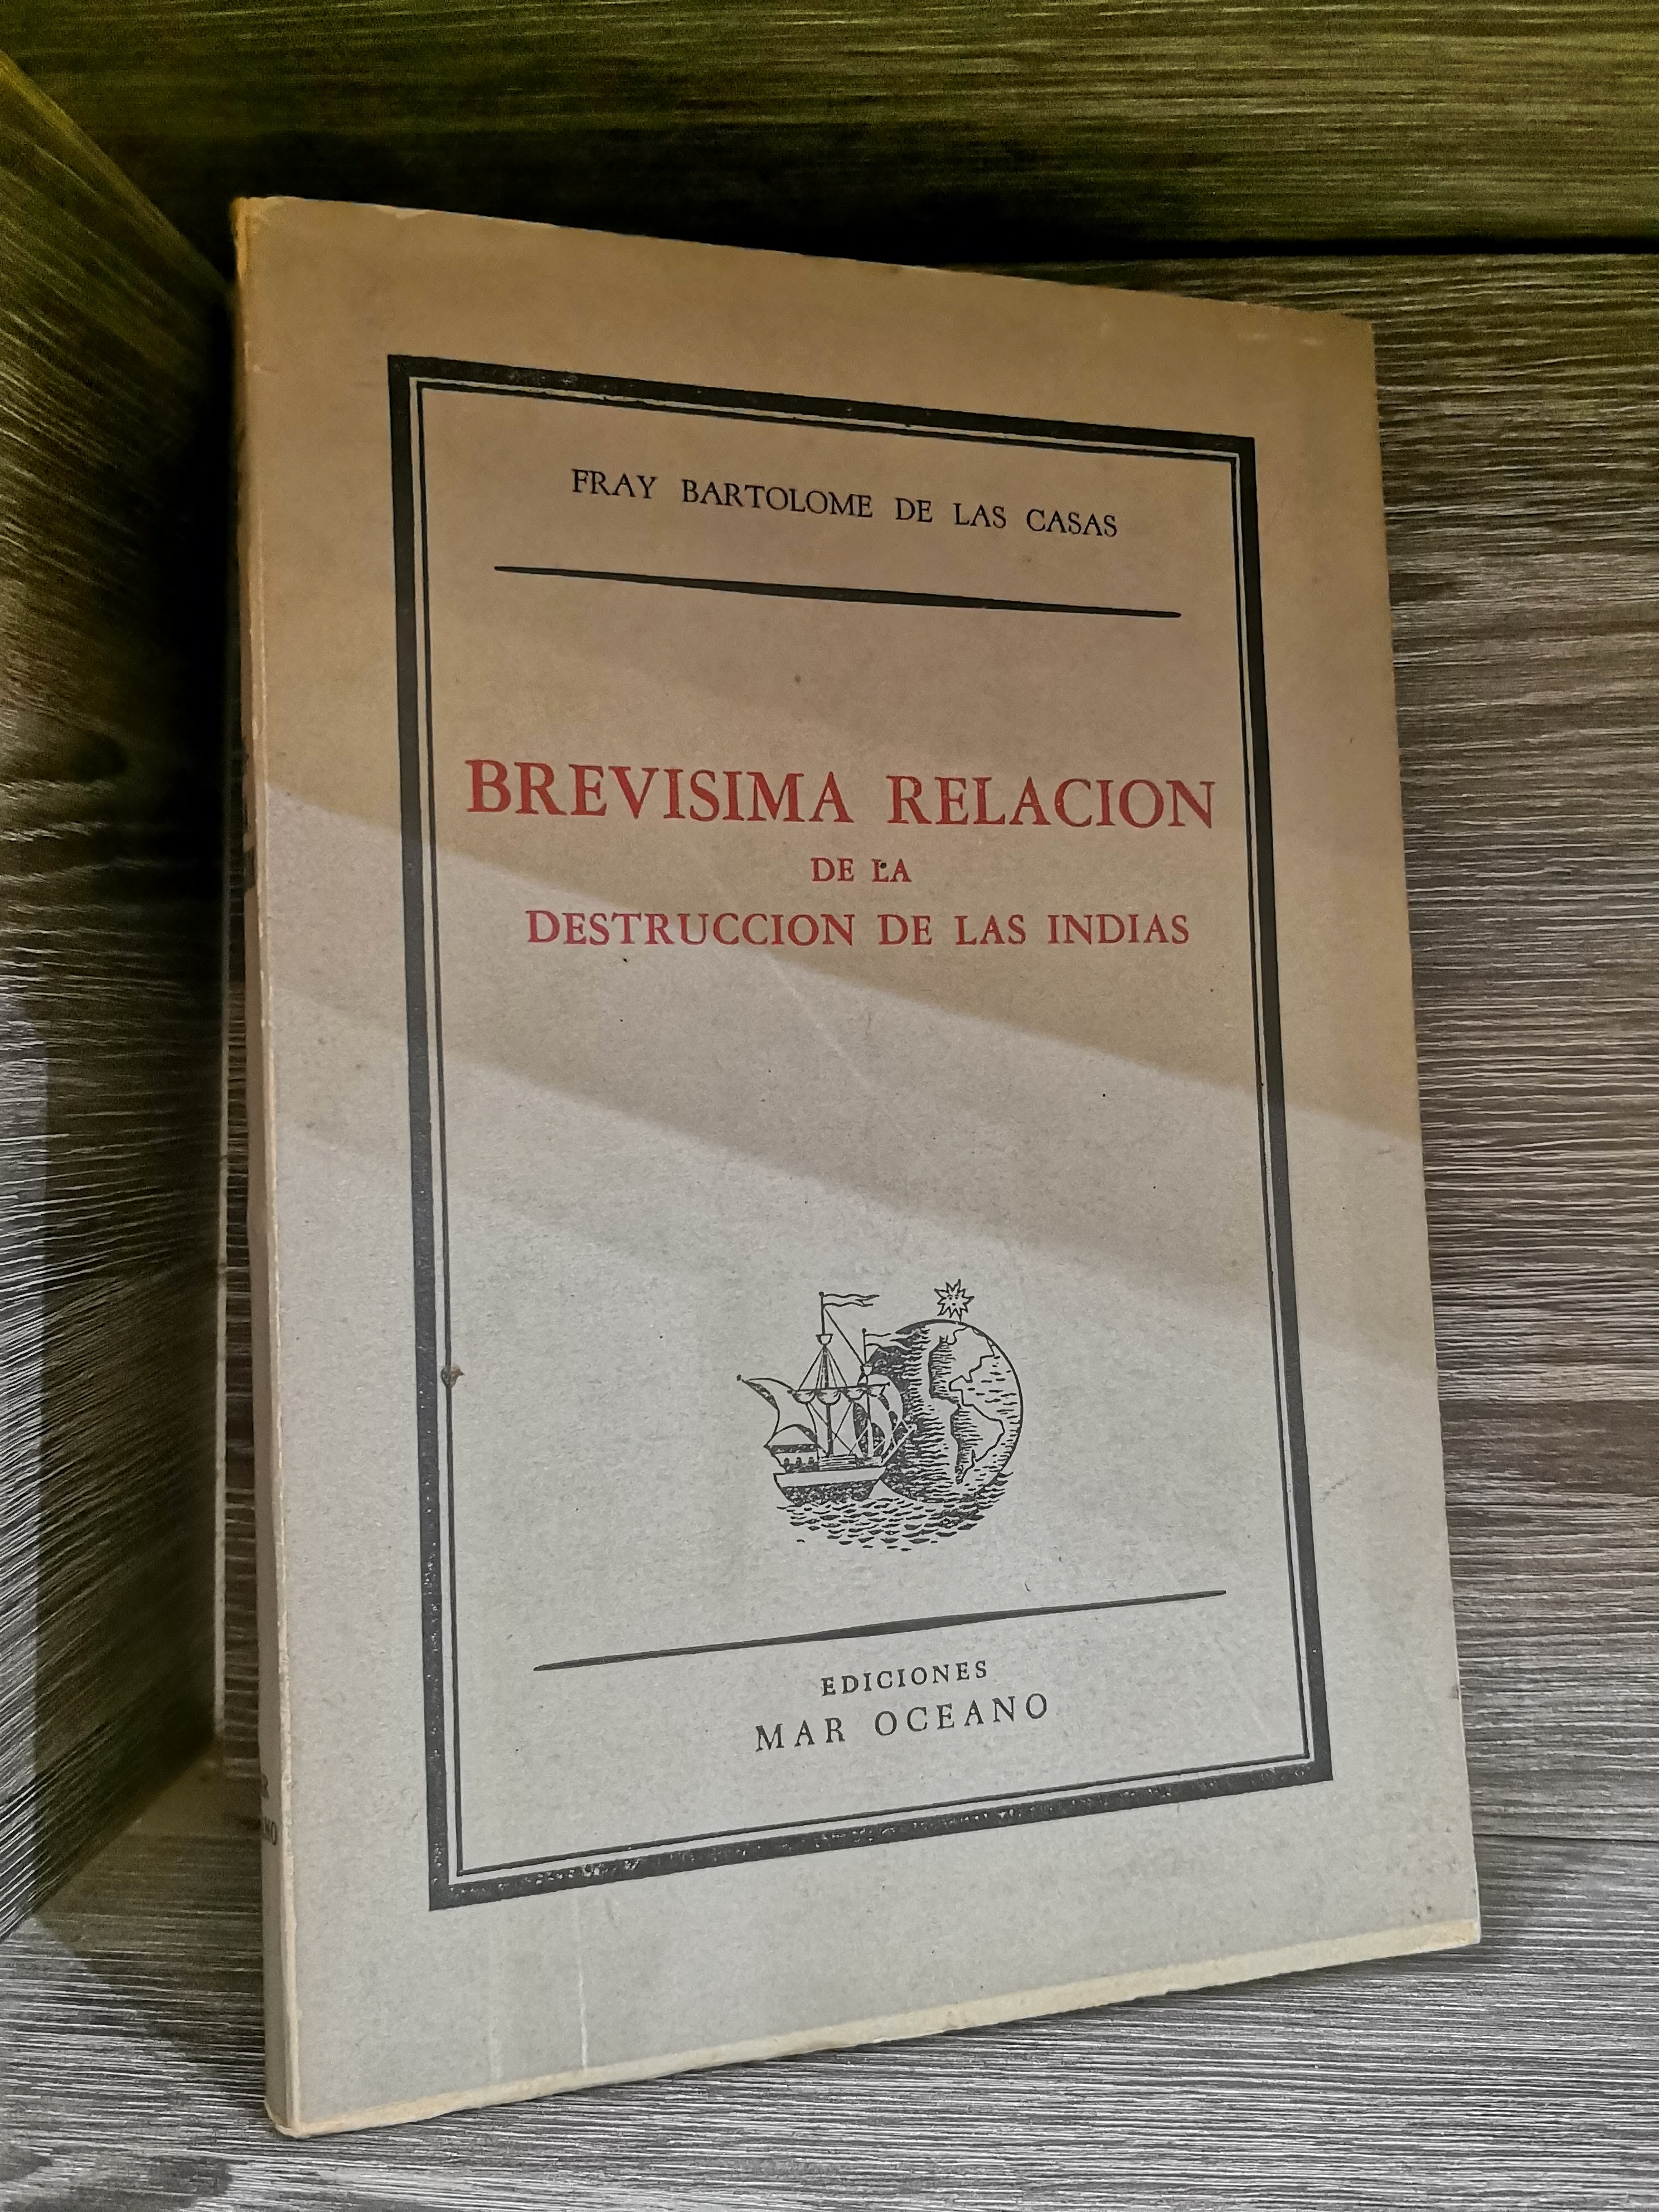 FRAY BARTOLOME DE LAS CASAS
BREVISIMA RELACION
DE LA
DESTRUCCION DE LAS INDIAS
EDICIONES
MAR OCEANO